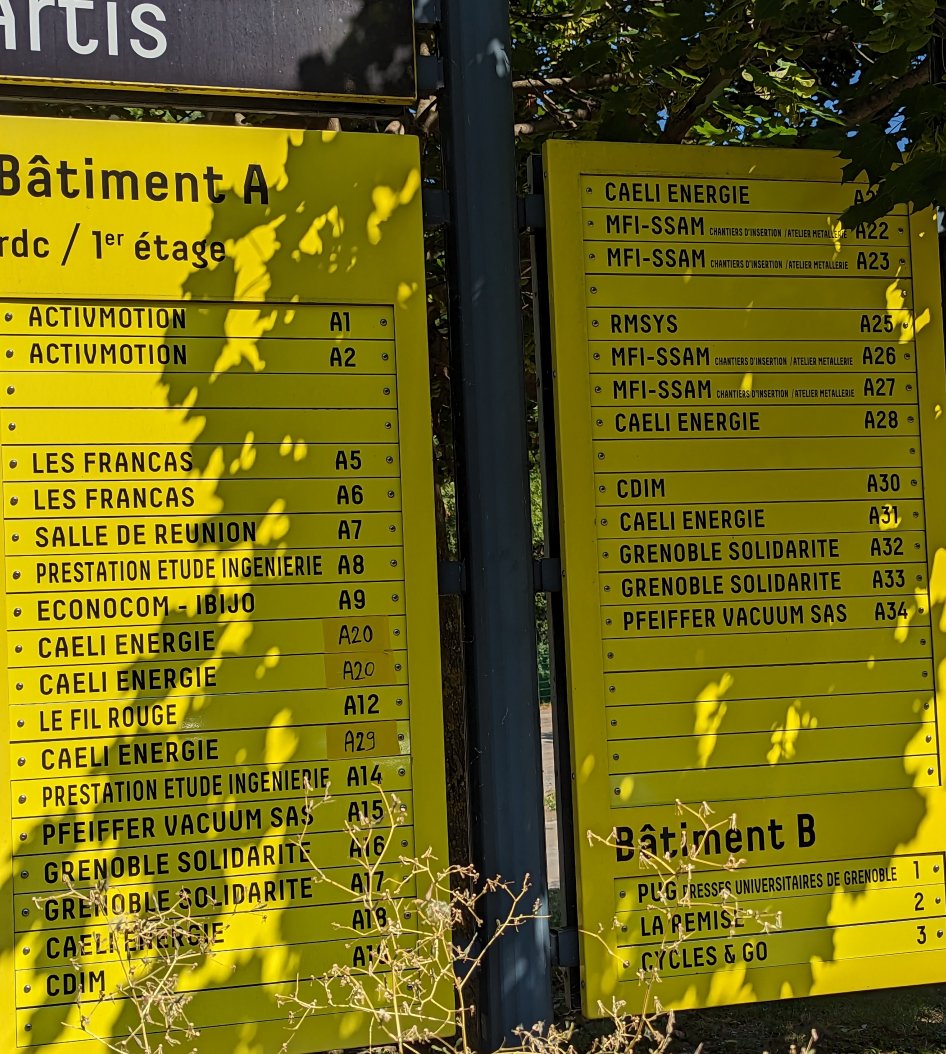 Artis
Bâtiment A
rdc / 1er étage
ACTIVMOTION A1
ACTIVMOTION A2
LES FRANCAS A5
LES FRANCAS A6
SALLE DE REUNION A7
PRESTATION ETUDE INGENIERIE A8
ECONOCOM - IBIJO A9
CAELI ENERGIE A20
CAELI ENERGIE A20
LE FIL ROUGE A12
CAELI ENERGIE A29
PRESTATION ETUDE INGENIERIE A14
PFEIFFER VACUUM SAS A15
GRENOBLE SOLIDARITE A16
GRENOBLE SOLIDARITE A17
CAELI ENERGIE A18
CDIM
CAELI ENERGIE
MFI-SSAM CHANTIERS D'INSERTION / ATELIER METALLERIE A22
MFI-SSAM CHANTIERS D'INSERTION / ATELIER METALLERIE A23
RMSYS A25
MFI-SSAM CHANTIERS D'INSERTION / ATELIER METALLERIE A26
MFI-SSAM CHANTIERS D'INSERTION / ATELIER METALLERIE A27
CAELI ENERGIE A28
CDIM A30
CAELI ENERGIE A31
GRENOBLE SOLIDARITE A32
GRENOBLE SOLIDARITE A33
PFEIFFER VACUUM SAS A34
Bâtiment B
PUG PRESSES UNIVERSITAIRES DE GRENOBLE 1
LA REMISE 2
CYCLES & GO 3